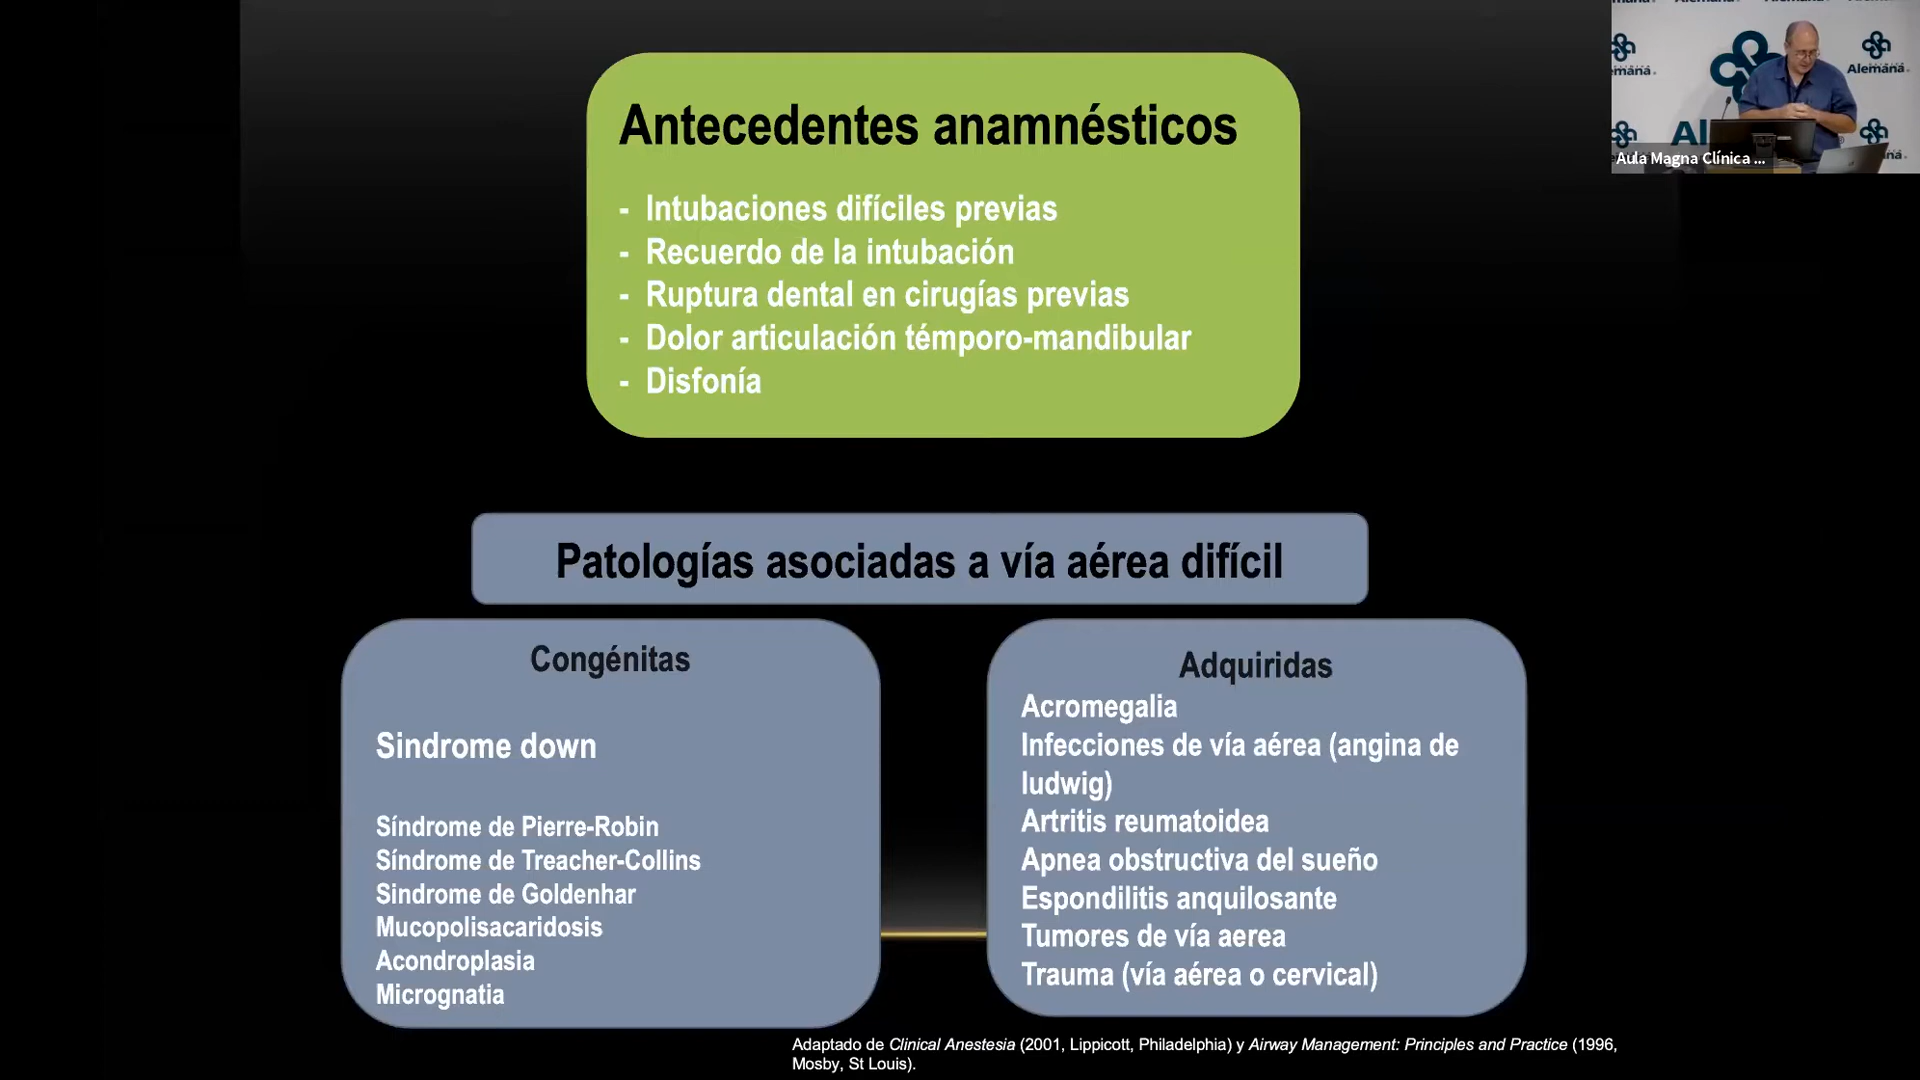 Antecedentes anamnésticos
- Intubaciones difíciles previas
- Recuerdo de la intubación
- Ruptura dental en cirugías previas
- Dolor articulación témporo-mandibular
- Disfonía
Patologías asociadas a vía aérea difícil
Congénitas
Sindrome down
Síndrome de Pierre-Robin
Síndrome de Treacher-Collins
Sindrome de Goldenhar
Mucopolisacaridosis
Acondroplasia
Micrognatia
Adquiridas
Acromegalia
Infecciones de vía aérea (angina de
ludwig)
Artritis reumatoidea
Apnea obstructiva del sueño
Espondilitis anquilosante
Tumores de vía aerea
Trauma (vía aérea o cervical)
Adaptado de Clinical Anestesia (2001, Lippicott, Philadelphia) y Airway Management: Principles and Practice (1996,
Mosby, St Louis).
Alemana
Aula Magna Clínica ...